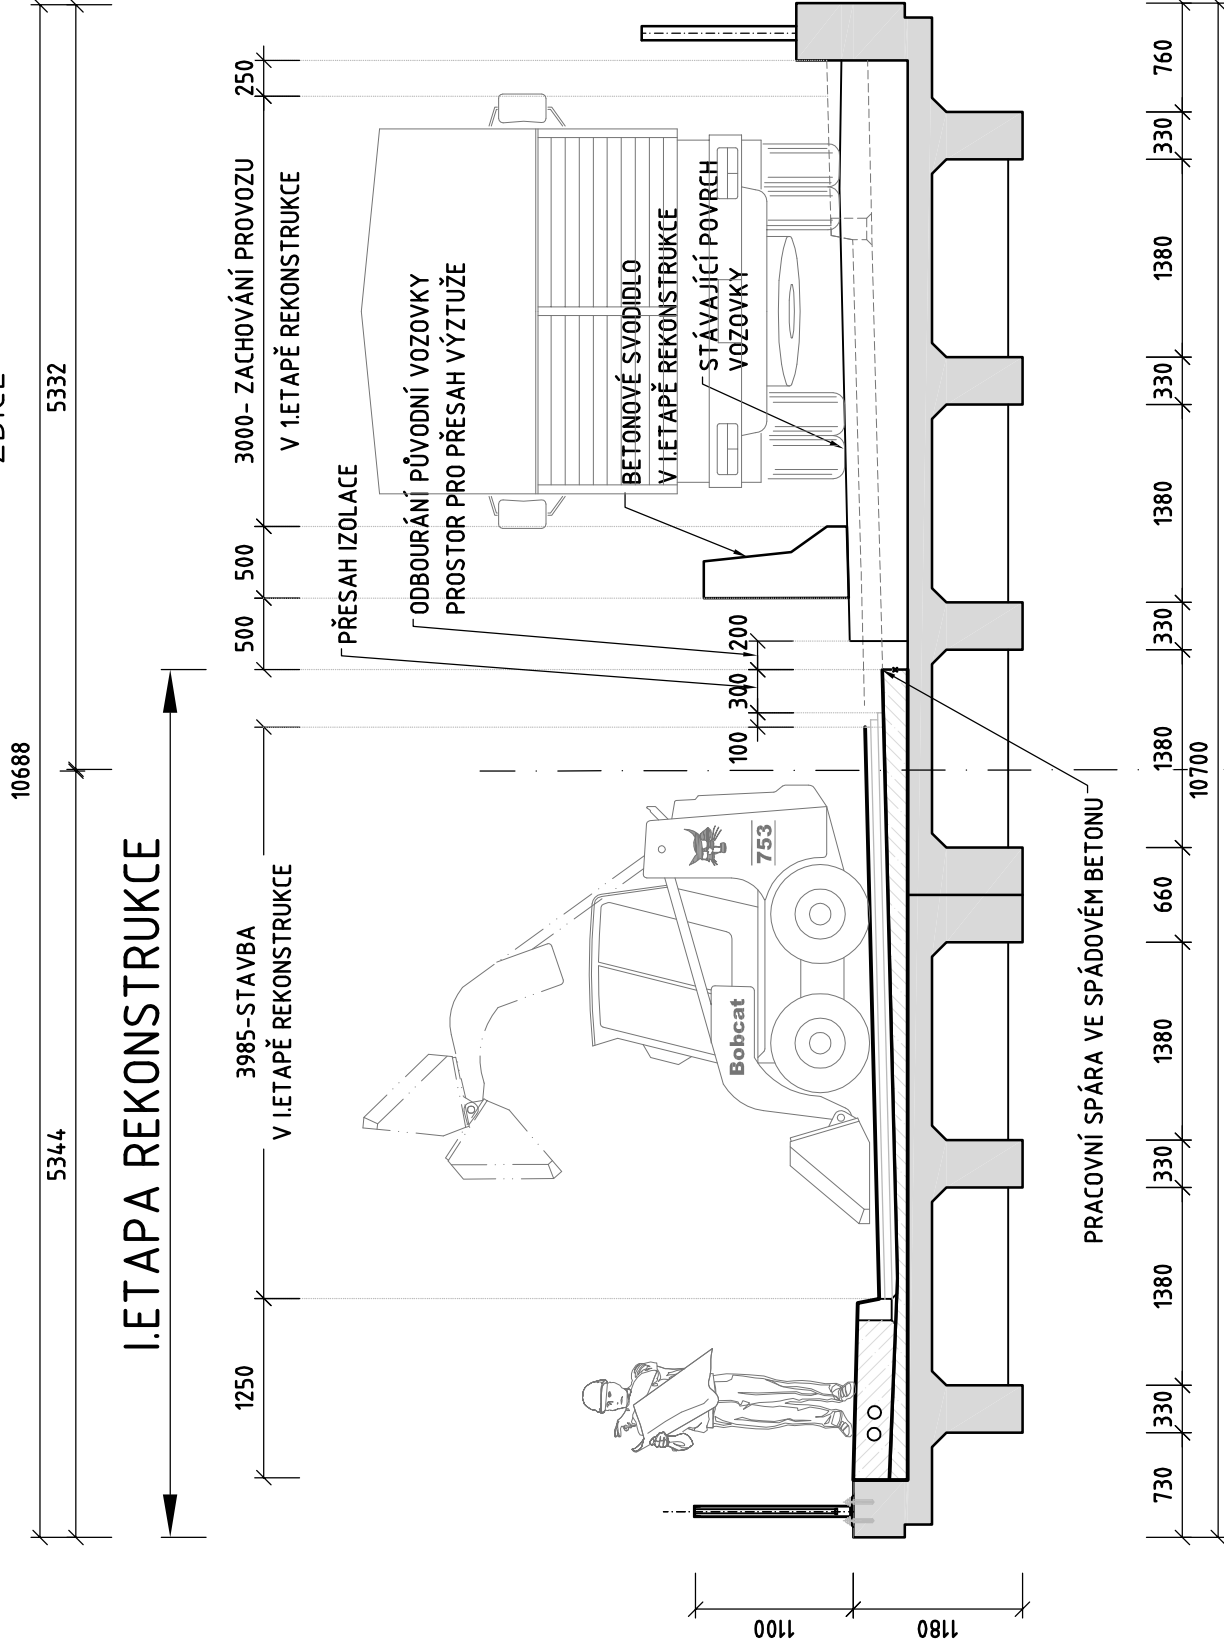 10688
5344
5332
I.ETAPA REKONSTRUKCE
1250
3985-STAVBA
V I.ETAPĚ REKONSTRUKCE
500
500
3000- ZACHOVÁNÍ PROVOZU
V 1.ETAPĚ REKONSTRUKCE
250
PŘESAH IZOLACE
ODBOURÁNÍ PŮVODNÍ VOZOVKY
PROSTOR PRO PŘESAH VÝZTUŽE
BETONOVÉ SVODIDLO
V I.ETAPĚ REKONSTRUKCE
STÁVAJÍCÍ POVRCH
VOZOVKY
100
300
200
Bobcat
753
1100
1180
PRACOVNÍ SPÁRA VE SPÁDOVÉM BETONU
730
330
1380
330
1380
660
1380
330
1380
330
1380
330
760
10700